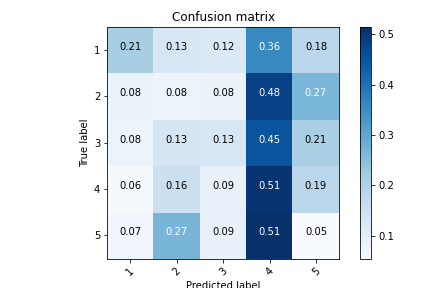 Confusion matrix
True label
1 0.21 0.13 0.12 0.36 0.18
2 0.08 0.08 0.08 0.48 0.27
3 0.08 0.13 0.13 0.45 0.21
4 0.06 0.16 0.09 0.51 0.19
5 0.07 0.27 0.09 0.51 0.05
1 2 3 4 5
Predicted label
0.5
0.4
0.3
0.2
0.1